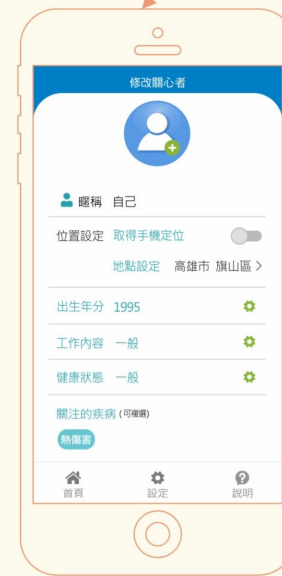 修改關心者
暱稱 自己
位置設定 取得手機定位
地點設定 高雄市 旗山區 >
出生年分 1995
工作內容 一般
健康狀態 一般
關注的疾病 (可複選)
熱傷害
首頁 設定 說明